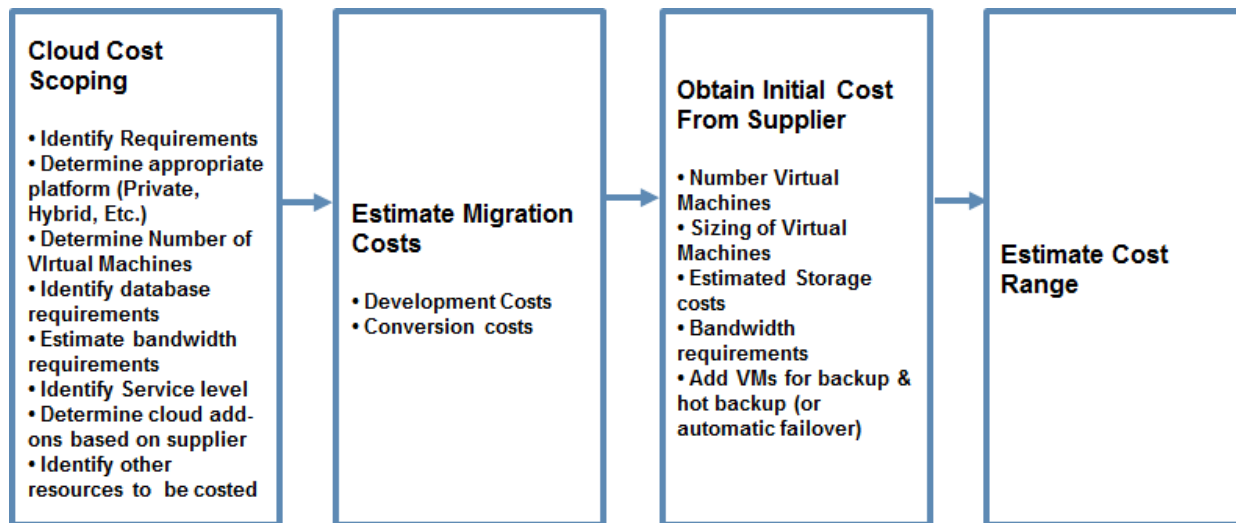 Cloud Cost
Scoping
• Identify Requirements
• Determine appropriate
platform (Private,
Hybrid, Etc.)
• Determine Number of
VIrtual Machines
• Identify database
requirements
• Estimate bandwidth
requirements
• Identify Service level
• Determine cloud add-
ons based on supplier
• Identify other
resources to be costed
Estimate Migration
Costs
• Development Costs
• Conversion costs
Obtain Initial Cost
From Supplier
• Number Virtual
Machines
• Sizing of Virtual
Machines
• Estimated Storage
costs
• Bandwidth
requirements
• Add VMs for backup &
hot backup (or
automatic failover)
Estimate Cost
Range